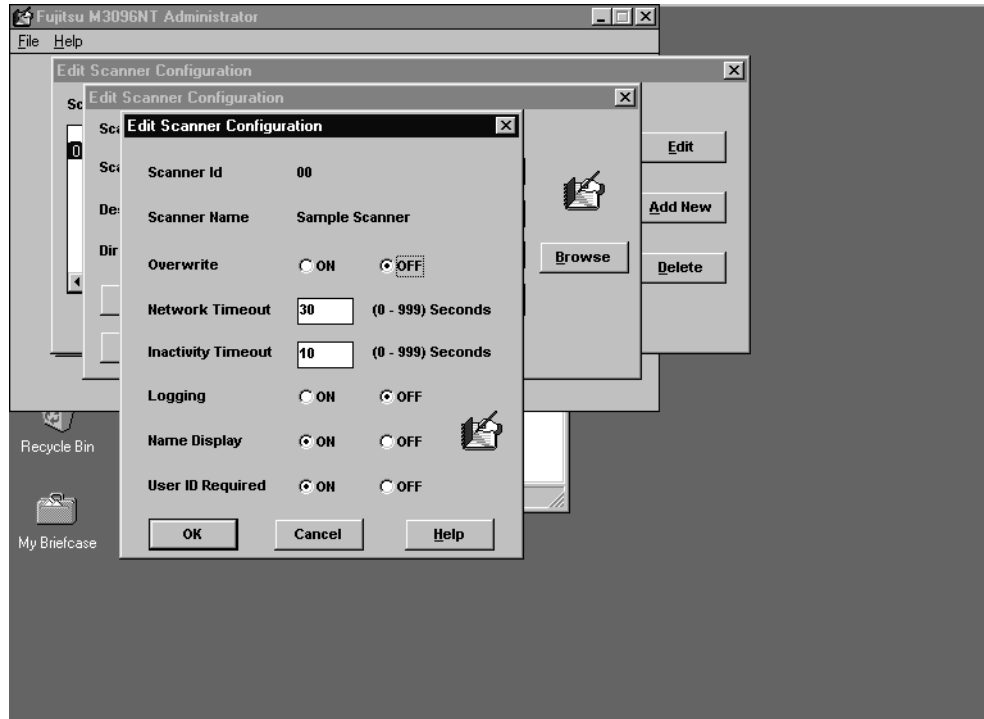 Fujitsu M3096NT Administrator
File Help
Edit Scanner Configuration
Edit Scanner Configuration
Edit Scanner Configuration
Edit
Add New
Delete
Browse
Scanner Id 00
Scanner Name Sample Scanner
Overwrite ON OFF
Network Timeout 30 (0 - 999) Seconds
Inactivity Timeout 10 (0 - 999) Seconds
Logging ON OFF
Name Display ON OFF
User ID Required ON OFF
OK Cancel Help
Recycle Bin
My Briefcase